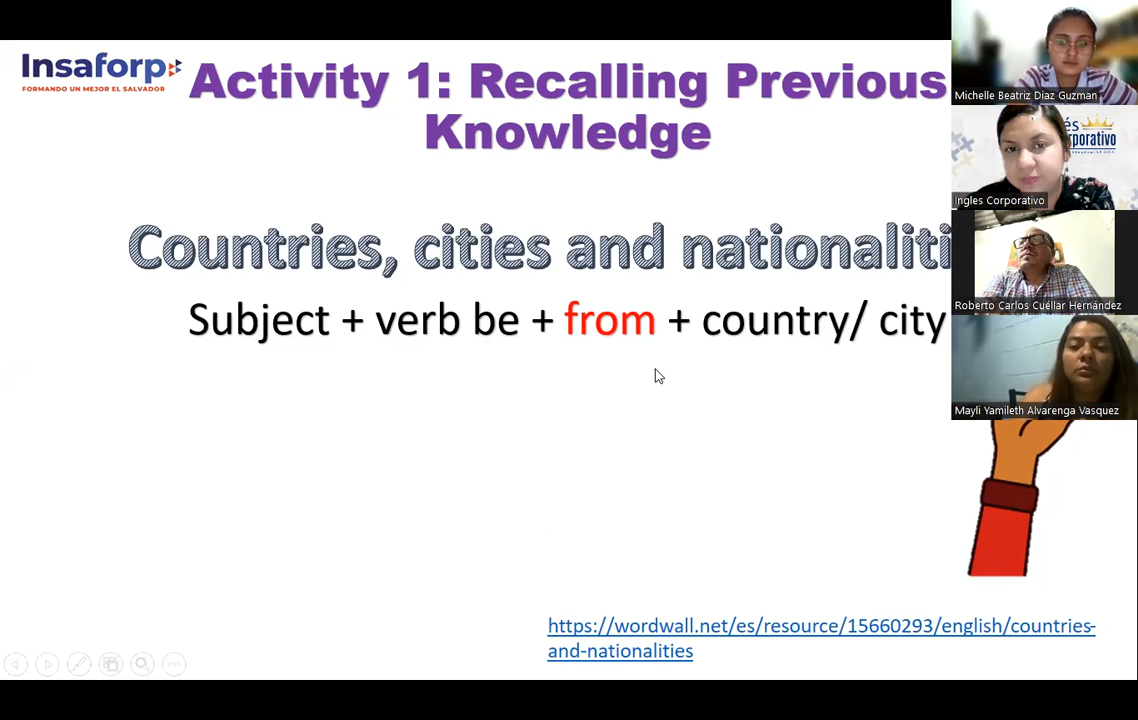 Insaforp
FORMANDO UN MEJOR EL SALVADOR
Activity 1: Recalling Previous
Knowledge
Countries, cities and nationaliti
Subject + verb be + from + country/ city
https://wordwall.net/es/resource/15660293/english/countries-
and-nationalities
Michelle Beatriz Diaz Guzman
és
orporativo
Ingles Corporativo
Roberto Carlos Cuéllar Hernández
Mayli Yamileth Alvarenga Vasquez